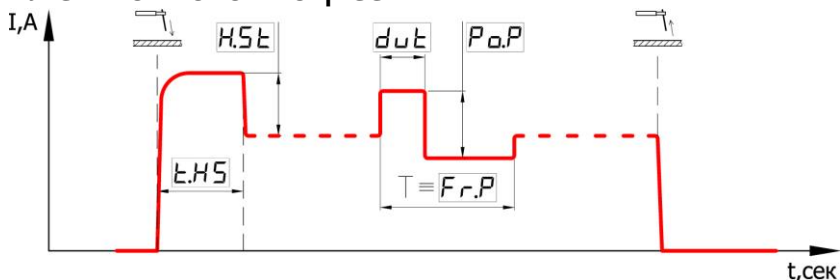 I,A
H.St
dut
Po.P
t.HS
T ≡ Fr.P
t,сек